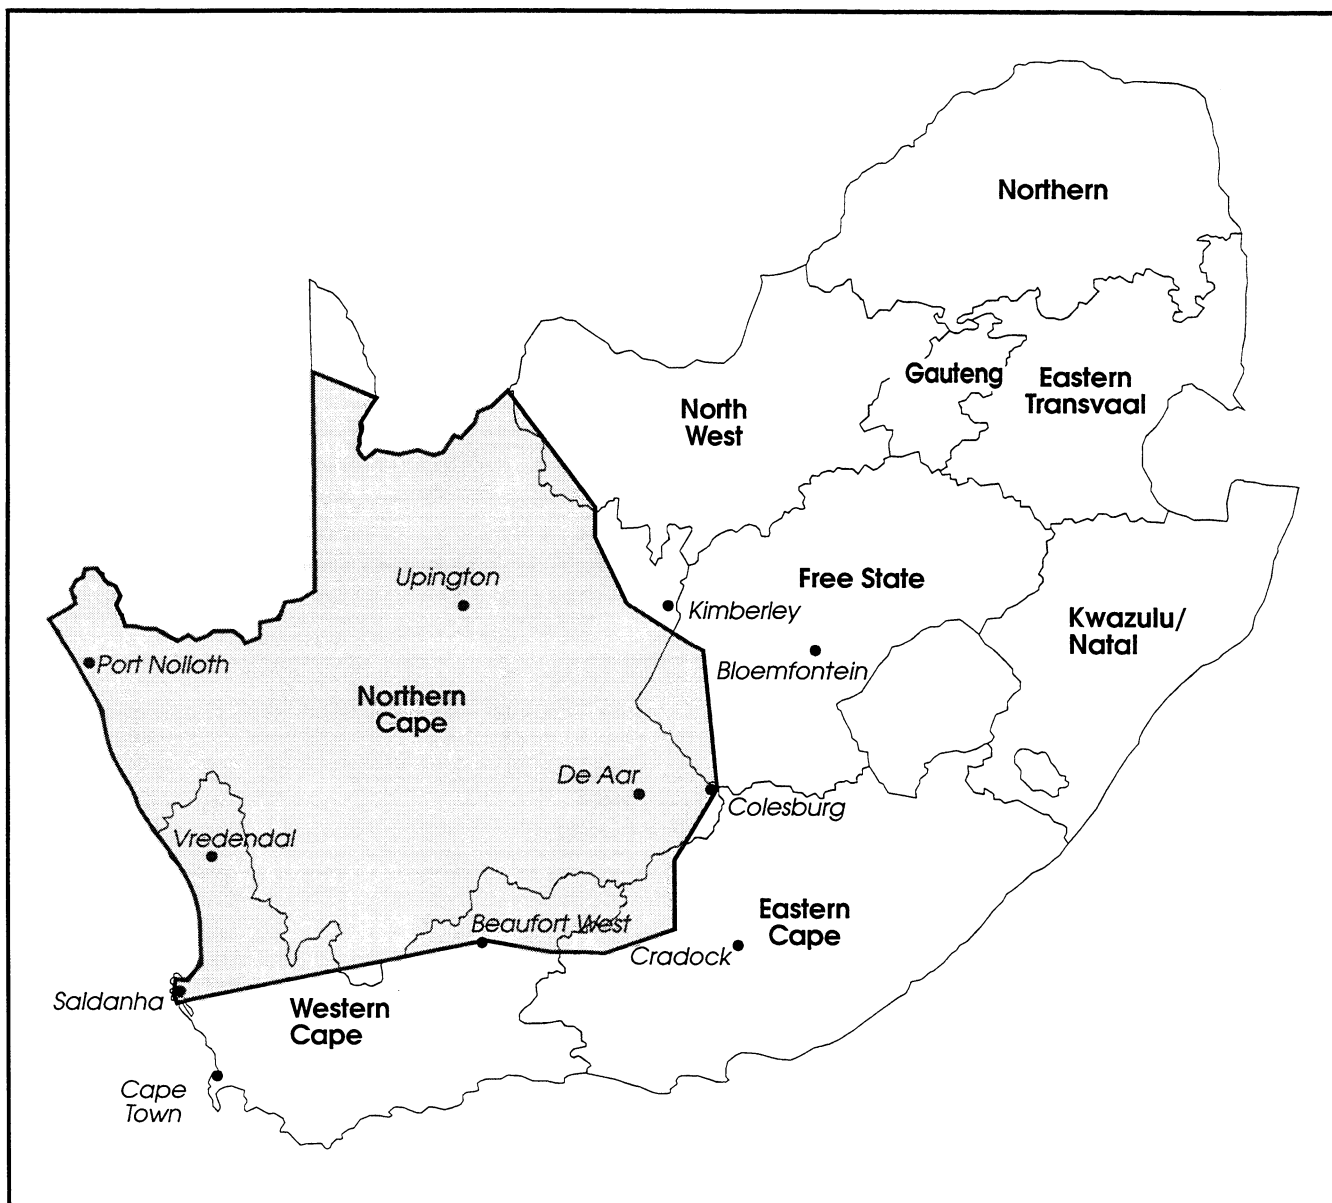 Northern
Gauteng
Eastern
Transvaal
North
West
Upington
Free State
Kimberley
Kwazulu/
Natal
Port Nolloth
Bloemfontein
Northern
Cape
De Aar
Colesburg
Vredendal
Beaufort West
Eastern
Cape
Cradock
Saldanha
Western
Cape
Cape
Town